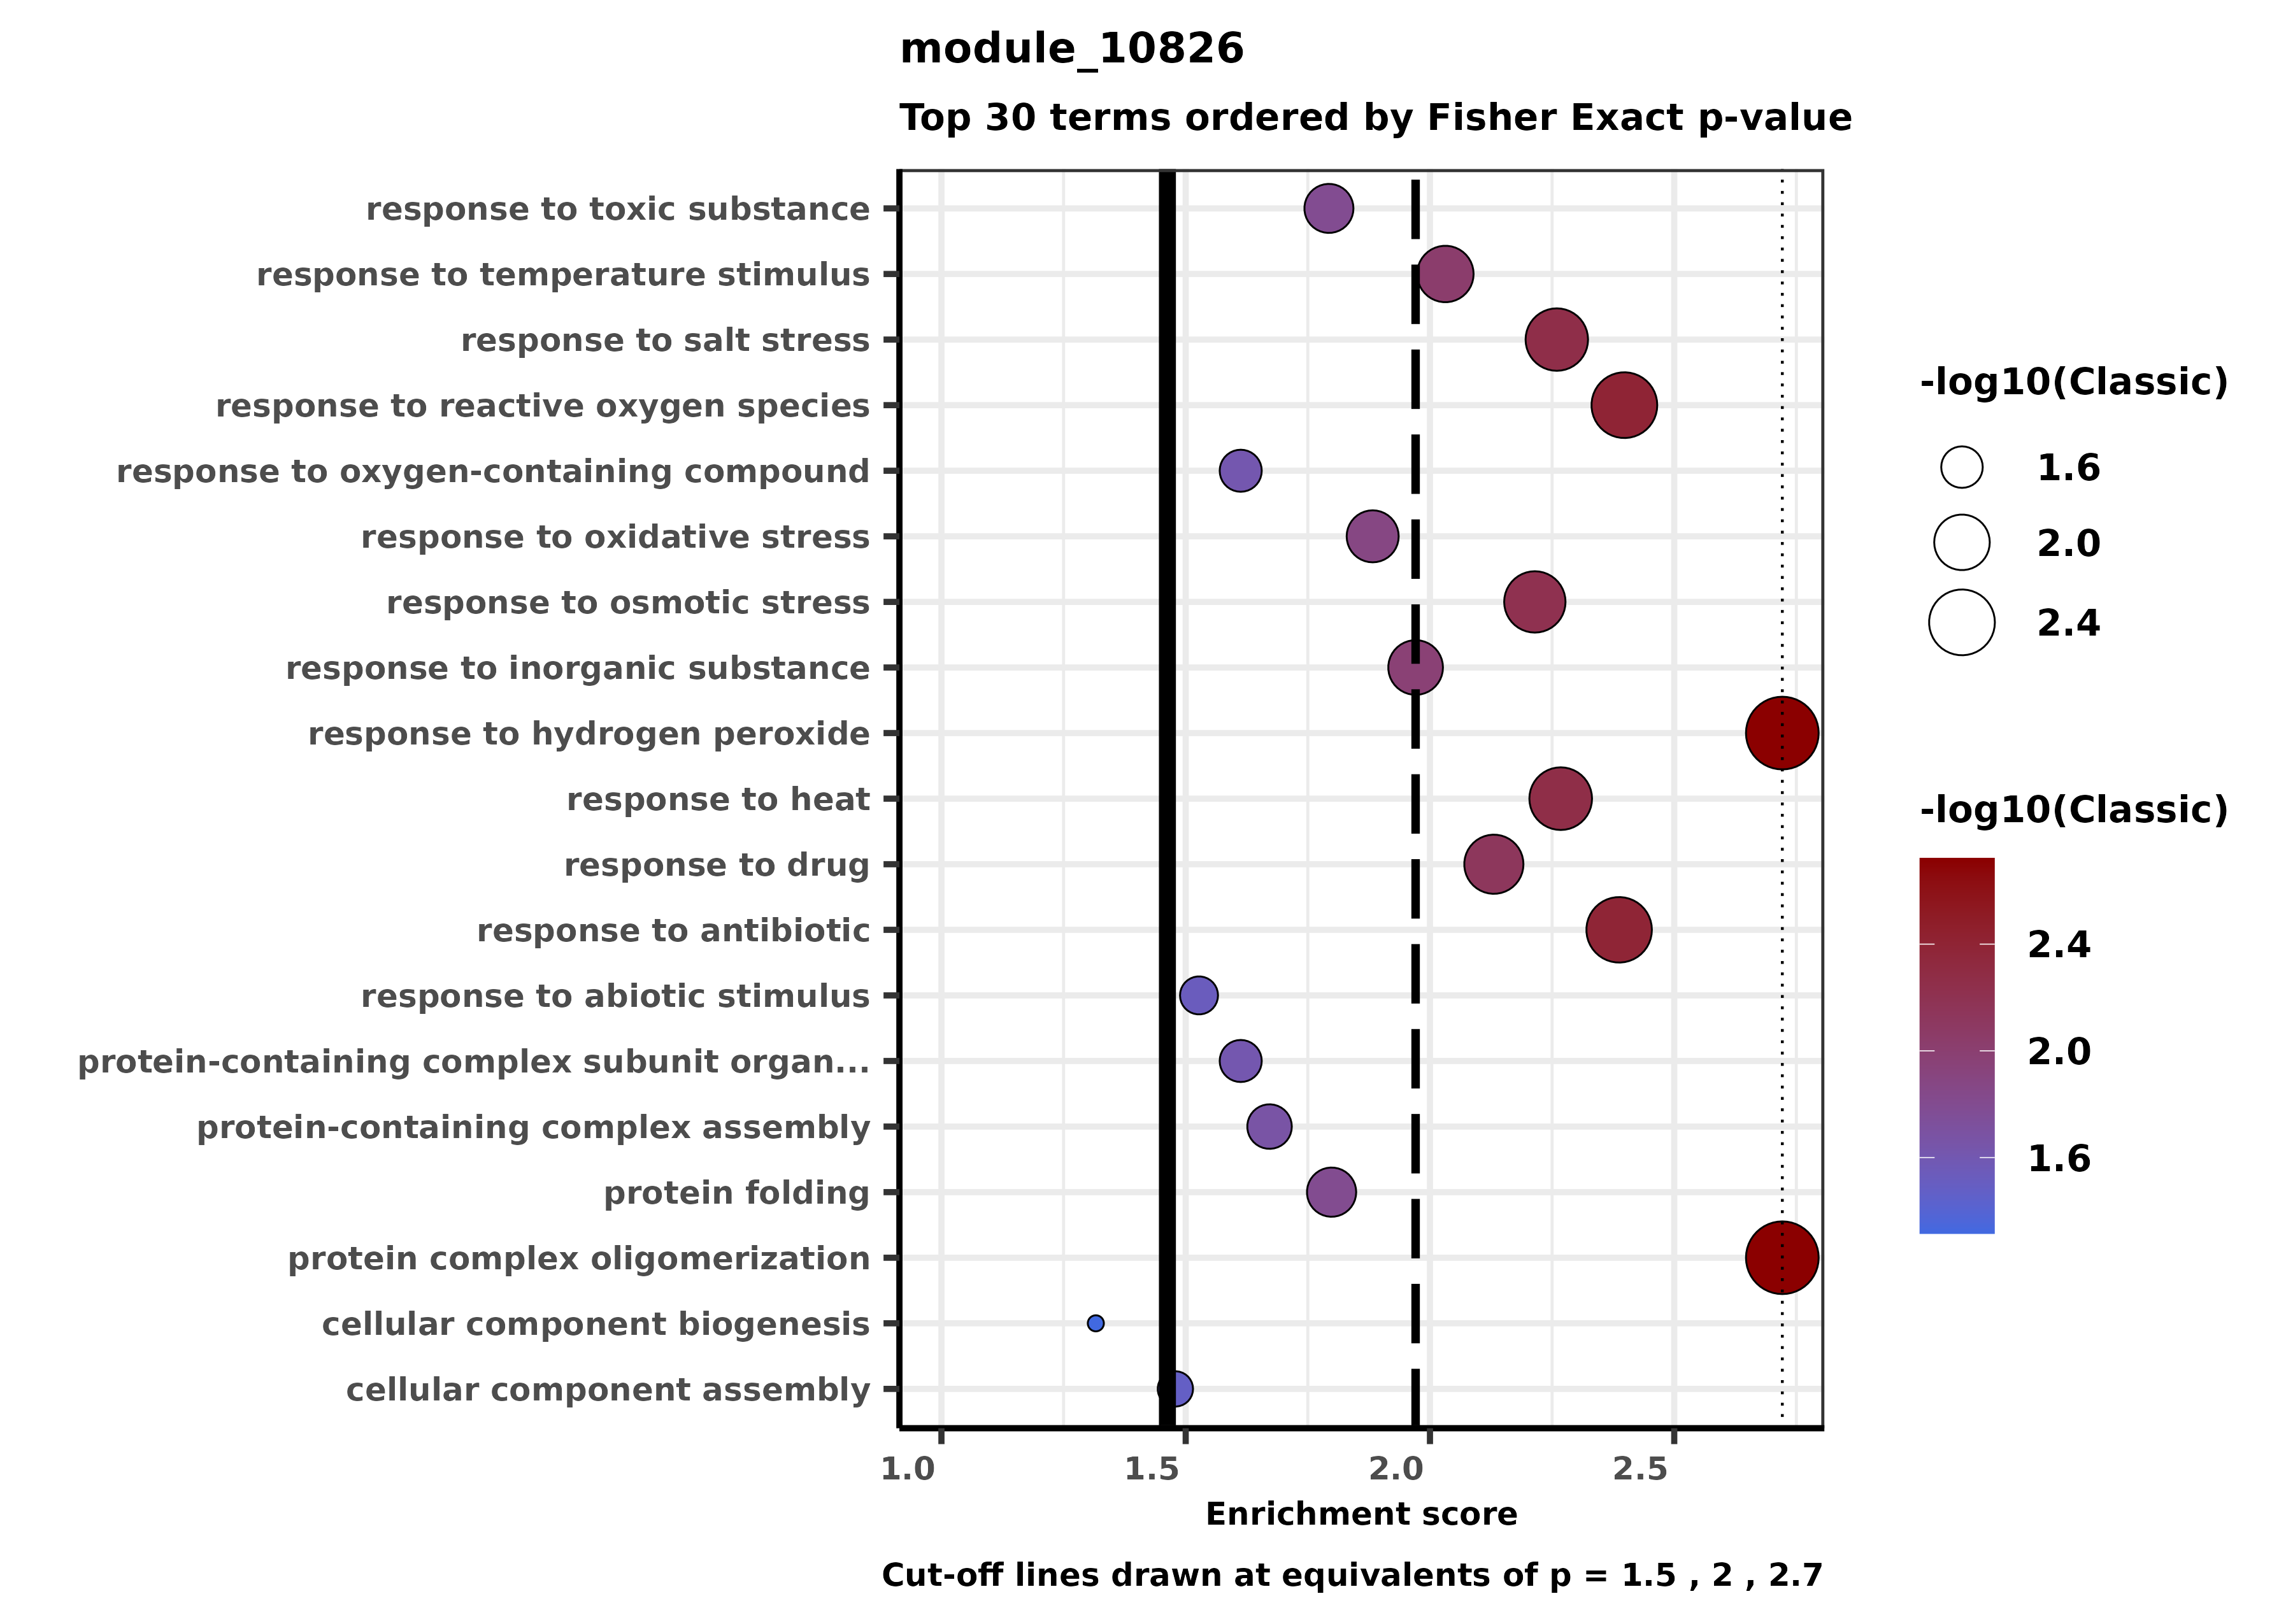 module_10826
Top 30 terms ordered by Fisher Exact p-value
response to toxic substance
response to temperature stimulus
response to salt stress
response to reactive oxygen species
response to oxygen-containing compound
response to oxidative stress
response to osmotic stress
response to inorganic substance
response to hydrogen peroxide
response to heat
response to drug
response to antibiotic
response to abiotic stimulus
protein-containing complex subunit organ...
protein-containing complex assembly
protein folding
protein complex oligomerization
cellular component biogenesis
cellular component assembly
1.0 1.5 2.0 2.5
Enrichment score
Cut-off lines drawn at equivalents of p = 1.5 , 2 , 2.7
-log10(Classic)
1.6
2.0
2.4
-log10(Classic)
2.4
2.0
1.6